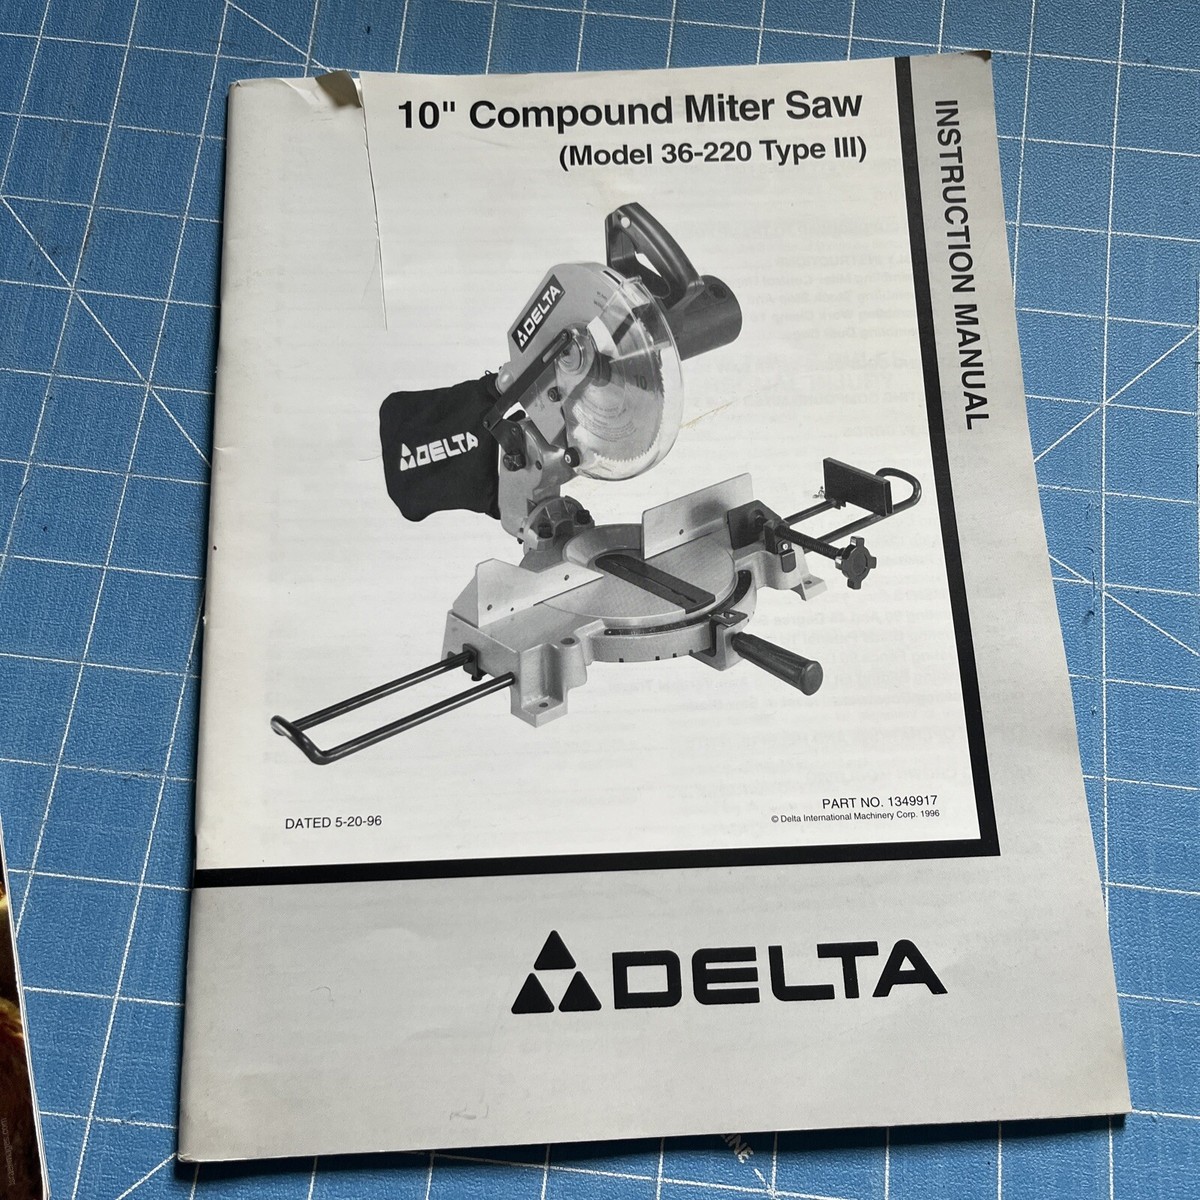 10" Compound Miter Saw
(Model 36-220 Type III)
INSTRUCTION MANUAL
DELTA
10
DELTA
DATED 5-20-96
PART NO. 1349917
© Delta International Machinery Corp. 1996
DELTA